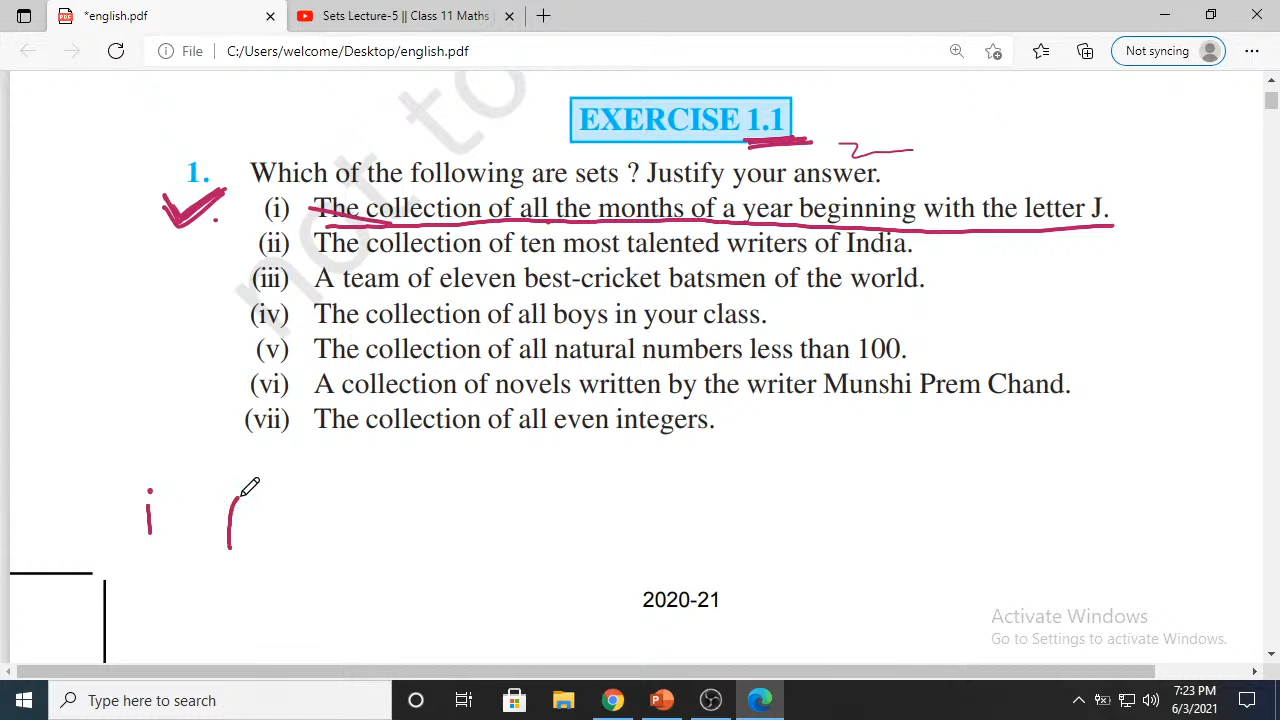 *english.pdf
Sets Lecture-5 || Class 11 Maths
File C:/Users/welcome/Desktop/english.pdf Not syncing
not to
EXERCISE 1.1
1. Which of the following are sets ? Justify your answer.
(i) The collection of all the months of a year beginning with the letter J.
(ii) The collection of ten most talented writers of India.
(iii) A team of eleven best-cricket batsmen of the world.
(iv) The collection of all boys in your class.
(v) The collection of all natural numbers less than 100.
(vi) A collection of novels written by the writer Munshi Prem Chand.
(vii) The collection of all even integers.
i
2020-21
Activate Windows
Go to Settings to activate Windows.
Type here to search
7:23 PM
6/3/2021